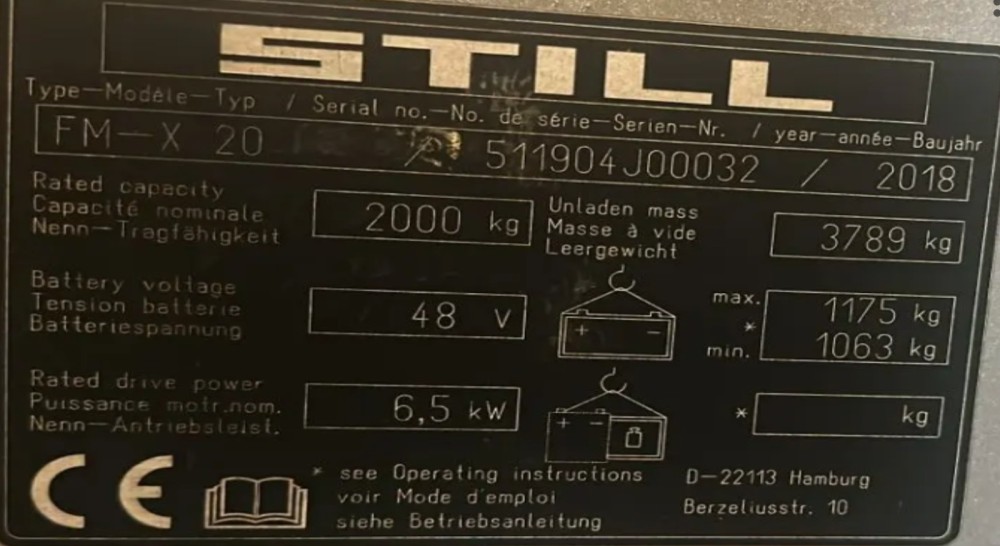 STILL
Type-Modèle-Typ / Serial no.-No. de série-Serien-Nr. / year-année-Baujahr
FM-X 20 / 511904J00032 / 2018
Rated capacity
Capacité nominale
Nenn-Tragfähigkeit
2000 kg
Unladen mass
Masse à vide
Leergewicht
3789 kg
Battery voltage
Tension batterie
Batteriespannung
48 V
+ -
max. 1175 kg
*
min. 1063 kg
Rated drive power
Puissance motr.nom.
Nenn-Antriebsleist.
6,5 kW
+ -
* kg
CE
* see Operating instructions
voir Mode d'emploi
siehe Betriebsanleitung
D-22113 Hamburg
Berzeliusstr. 10